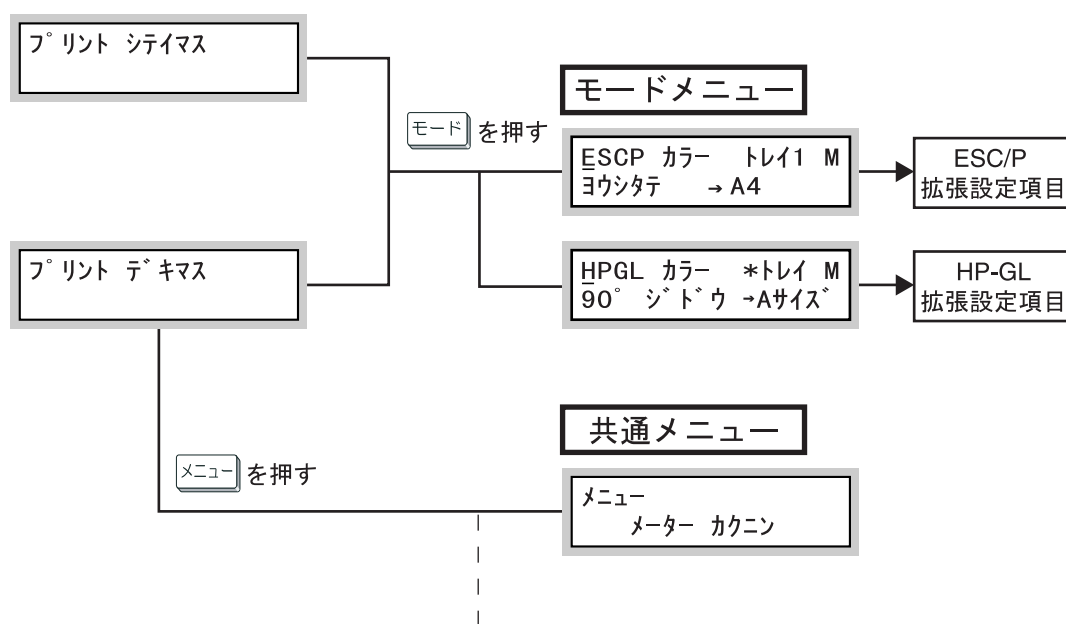 プリント シテイマス
モードメニュー
モード を押す
ESCP カラー トレイ1 M
ヨウシタテ →A4
ESC/P
拡張設定項目
プリント デキマス
HPGL カラー *トレイ M
90° ジドウ →Aサイズ
HP-GL
拡張設定項目
共通メニュー
メニュー を押す
メニュー
メーター カクニン